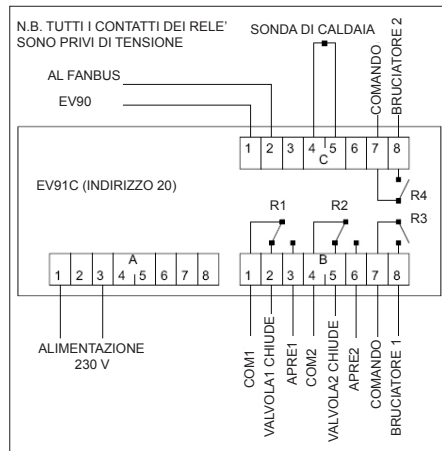 N.B. TUTTI I CONTATTI DEI RELE'
SONO PRIVI DI TENSIONE
SONDA DI CALDAIA
COMANDO
BRUCIATORE 2
AL FANBUS
EV90
1 2 3 4 5 6 7 8
C
EV91C (INDIRIZZO 20)
R4
R1
R2
R3
A
1 2 3 4 5 6 7 8
B
1 2 3 4 5 6 7 8
ALIMENTAZIONE
230 V
COM1
VALVOLA1 CHIUDE
APRE1
COM2
VALVOLA2 CHIUDE
APRE2
COMANDO
BRUCIATORE 1